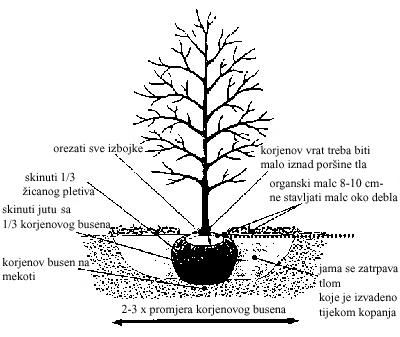 orezati sve izbojke
korjenov vrat treba biti
malo iznad poršine tla
skinuti 1/3
žicanog pletiva
organski malc 8-10 cm-
ne stavljati malc oko debla
skinuti jutu sa
1/3 korjenovog busena
korjenov busen na
mekoti
jama se zatrpava
tlom
koje je izvađeno
tijekom kopanja
2-3 x promjera korjenovog busena